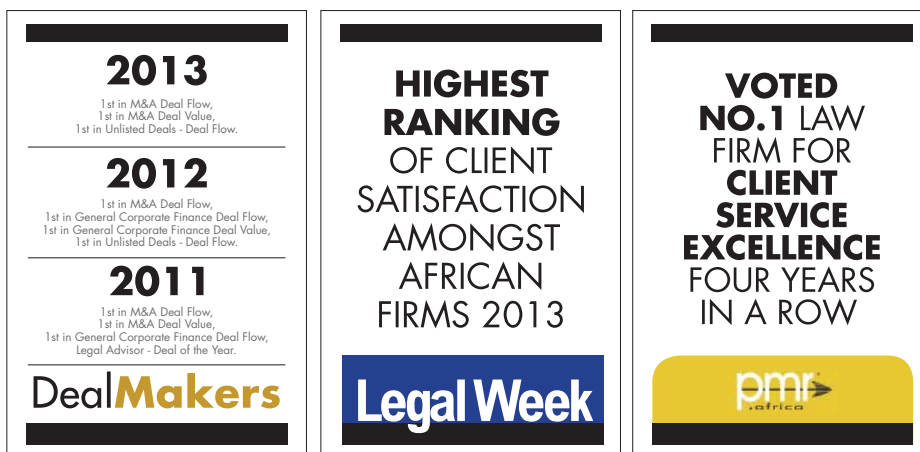 2013
1st in M&A Deal Flow,
1st in M&A Deal Value,
1st in Unlisted Deals - Deal Flow.
2012
1st in M&A Deal Flow,
1st in General Corporate Finance Deal Flow,
1st in General Corporate Finance Deal Value,
1st in Unlisted Deals - Deal Flow.
2011
1st in M&A Deal Flow,
1st in M&A Deal Value,
1st in General Corporate Finance Deal Flow,
Legal Advisor - Deal of the Year.
DealMakers
HIGHEST
RANKING
OF CLIENT
SATISFACTION
AMONGST
AFRICAN
FIRMS 2013
Legal Week
VOTED
NO.1 LAW
FIRM FOR
CLIENT
SERVICE
EXCELLENCE
FOUR YEARS
IN A ROW
pmr
.africa